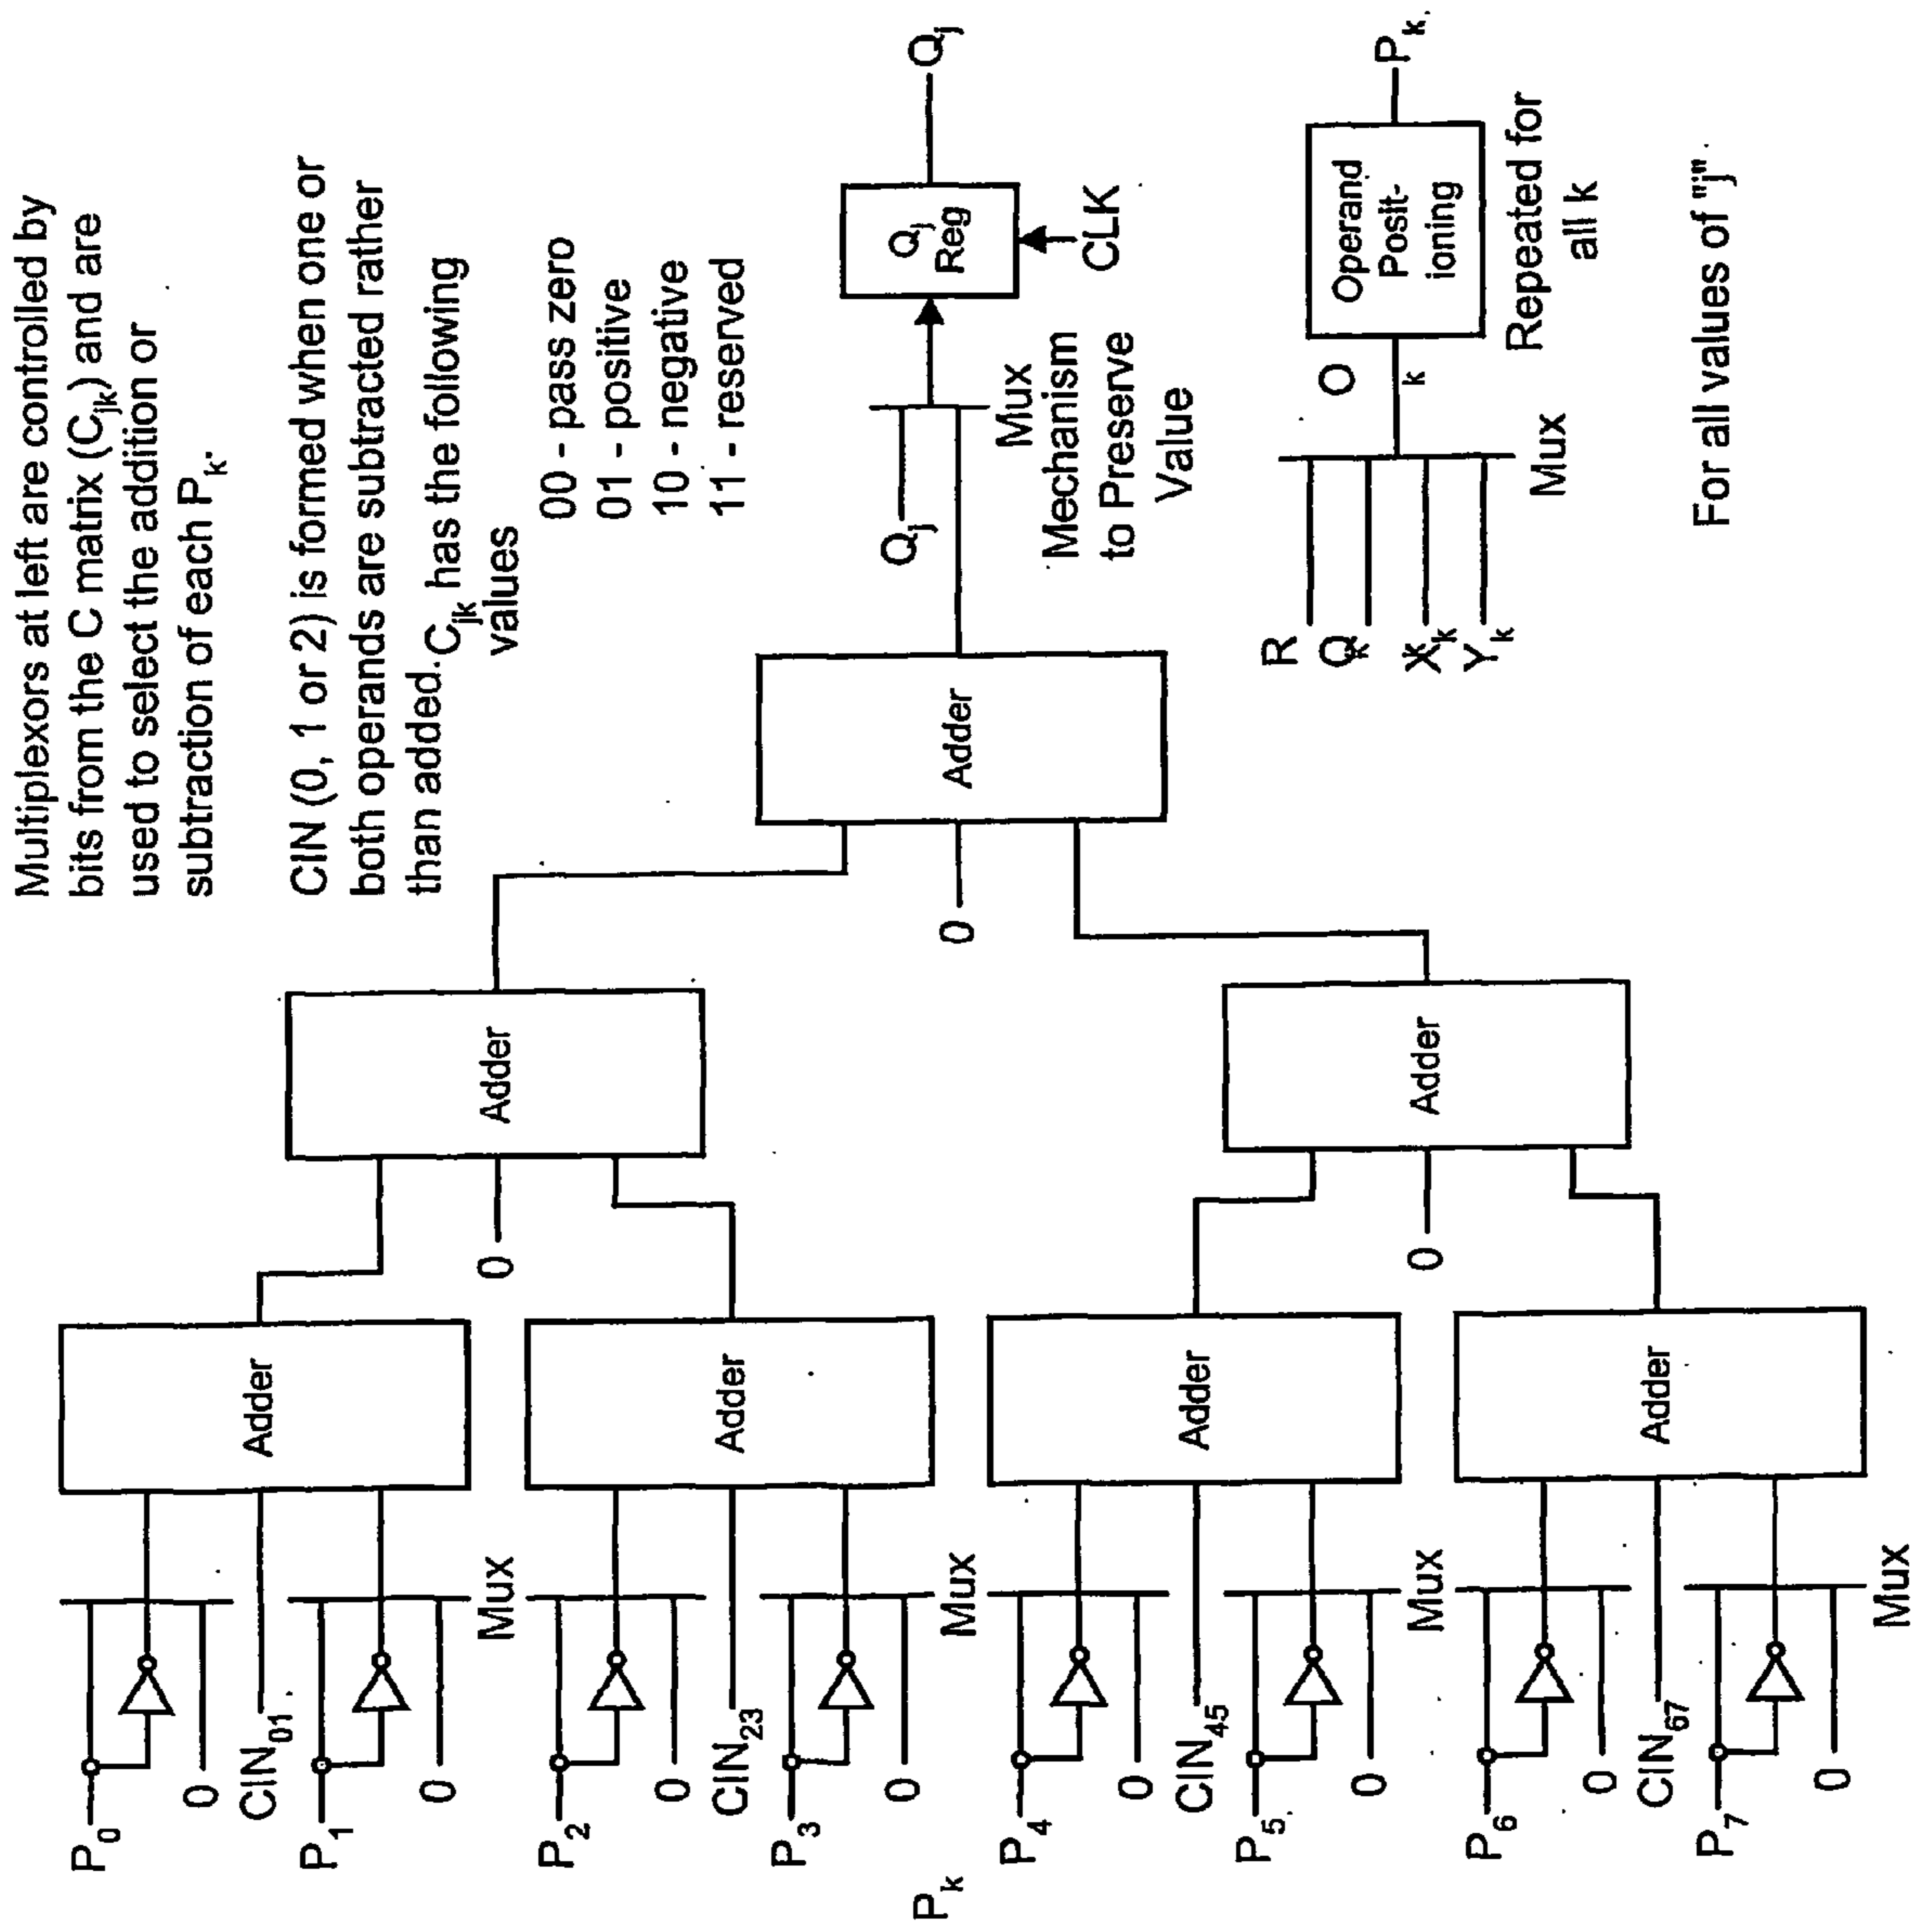 Multiplexors at left are controlled by
bits from the C matrix (Cjk) and are
used to select the addition or
subtraction of each Pk.
CIN (0, 1 or 2) is formed when one or
both operands are subtracted rather
than added. Cjk has the following
values
00 - pass zero
01 - positive
10 - negative
11 - reserved
P0
0
CIN01
P1
0
Mux
P2
0
CIN23
P3
0
Mux
Pk
P4
0
CIN45
P5
0
Mux
P6
0
CIN67
P7
0
Mux
Adder
Adder
Adder
Adder
0
Adder
0
Adder
0
Adder
Qj
Mux
Mechanism
to Preserve
Value
Qj
Reg
CLK
Qj
R
Qk
Xk
Yk
Mux
O
k
Operand
Posit-
ioning
Pk
Repeated for
all k
For all values of "j"